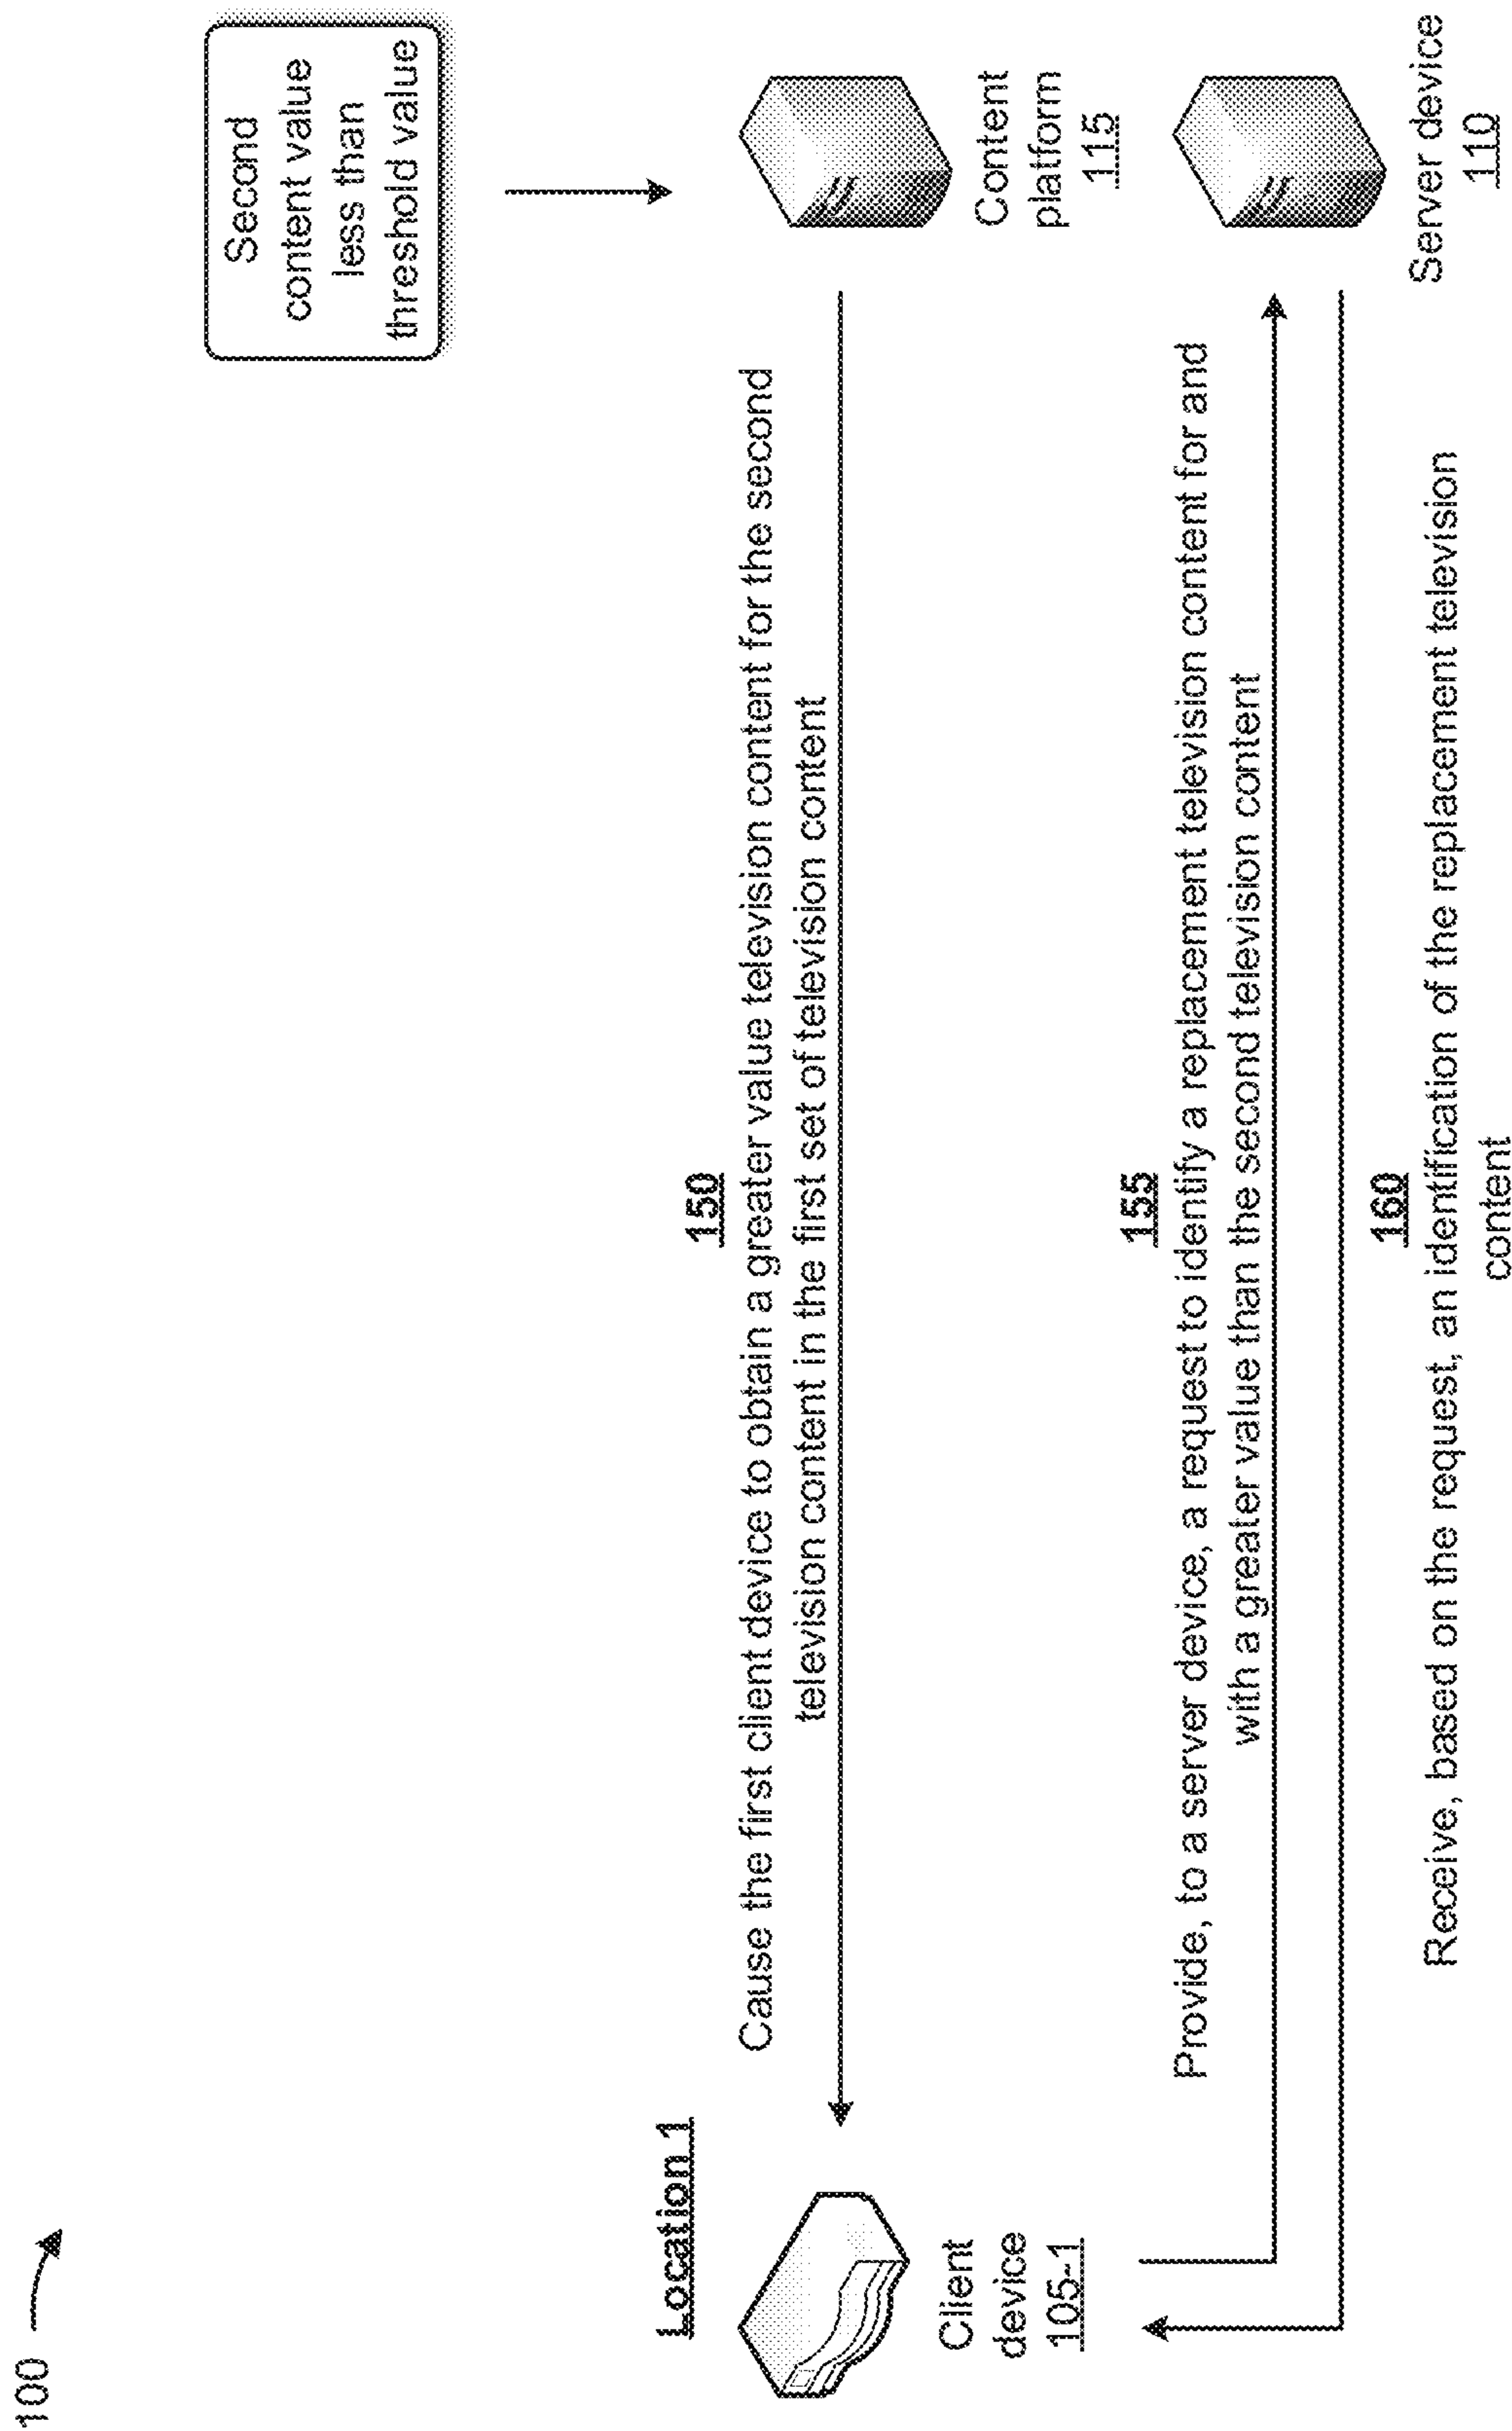 100
Second
content value
less than
threshold value
Location 1
150
Cause the first client device to obtain a greater value television content for the second
television content in the first set of television content
Client
device
105-1
Content
platform
115
155
Provide, to a server device, a request to identify a replacement television content for and
with a greater value than the second television content
160
Receive, based on the request, an identification of the replacement television
content
Server device
110